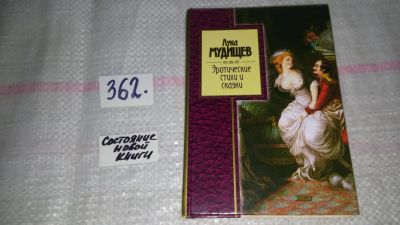 362.
Состояние
новой
книги
Лука
МУДИЩЕВ
Эротические
стихи и
сказки